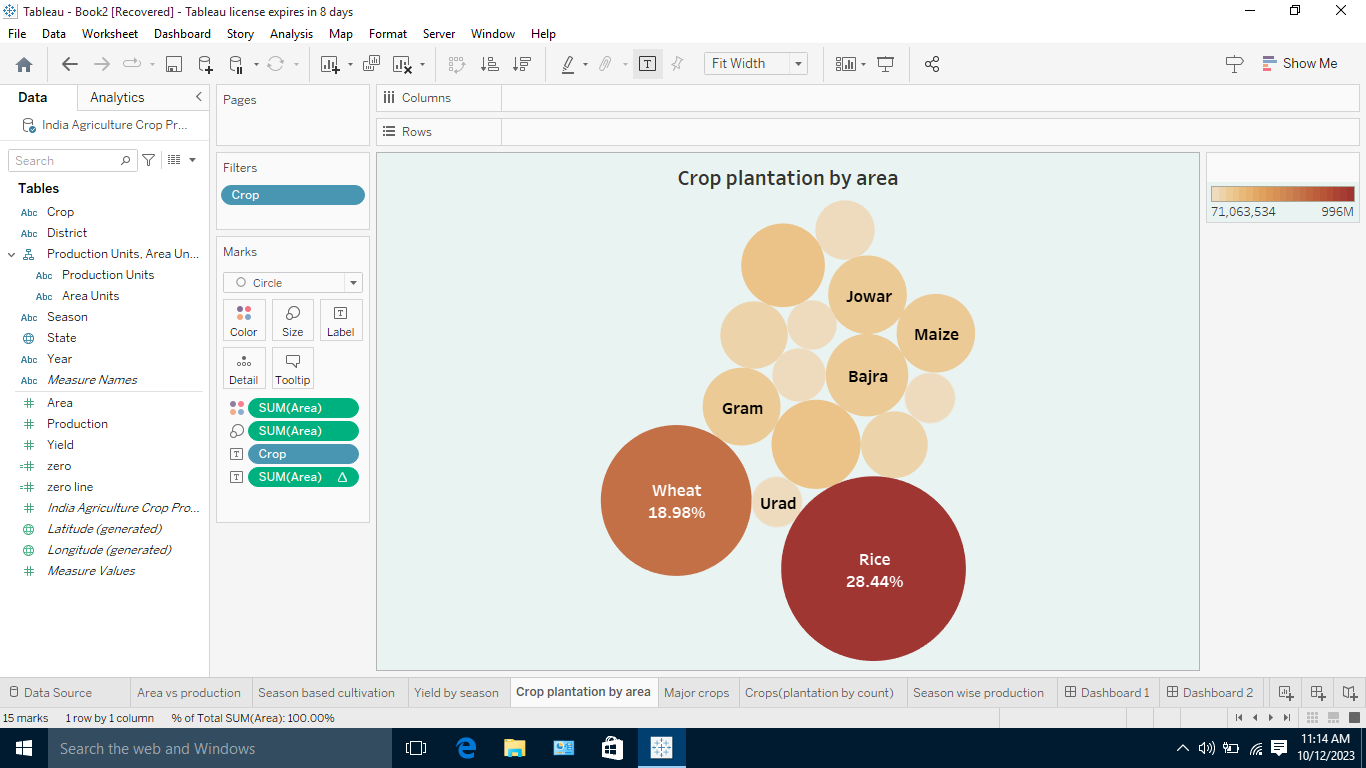 Tableau - Book2 [Recovered] - Tableau license expires in 8 days
File Data Worksheet Dashboard Story Analysis Map Format Server Window Help
Fit Width
Show Me
Data Analytics
India Agriculture Crop Pr...
Search
Tables
Abc Crop
Abc District
Production Units, Area Un...
Abc Production Units
Abc Area Units
Abc Season
State
Abc Year
Abc Measure Names
Area
Production
Yield
zero
zero line
India Agriculture Crop Pro...
Latitude (generated)
Longitude (generated)
Measure Values
Pages
Filters
Crop
Marks
Circle
Color Size Label
Detail Tooltip
SUM(Area)
SUM(Area)
Crop
SUM(Area)
Columns
Rows
Crop plantation by area
Jowar
Maize
Bajra
Gram
Wheat
18.98%
Urad
Rice
28.44%
71,063,534 996M
Data Source Area vs production Season based cultivation Yield by season Crop plantation by area Major crops Crops(plantation by count) Season wise production Dashboard 1 Dashboard 2
15 marks 1 row by 1 column % of Total SUM(Area): 100.00%
Search the web and Windows
11:14 AM
10/12/2023